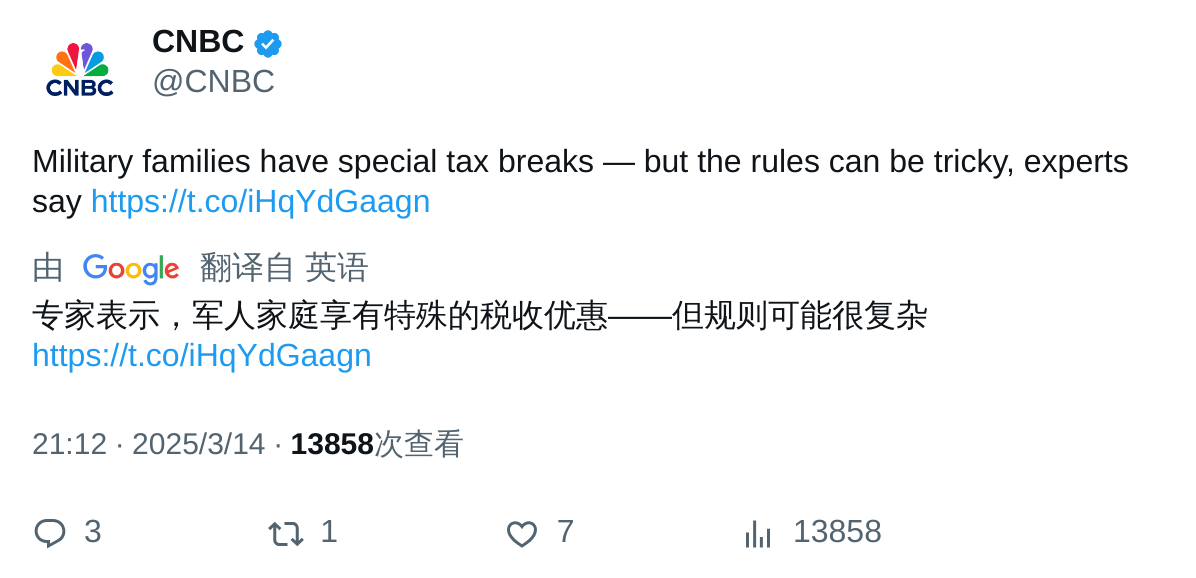 CNBC
CNBC
@CNBC
Military families have special tax breaks — but the rules can be tricky, experts
say https://t.co/iHqYdGaagn
由 Google 翻译自 英语
专家表示，军人家庭享有特殊的税收优惠——但规则可能很复杂
https://t.co/iHqYdGaagn
21:12 · 2025/3/14 · 13858次查看
3 1 7 13858